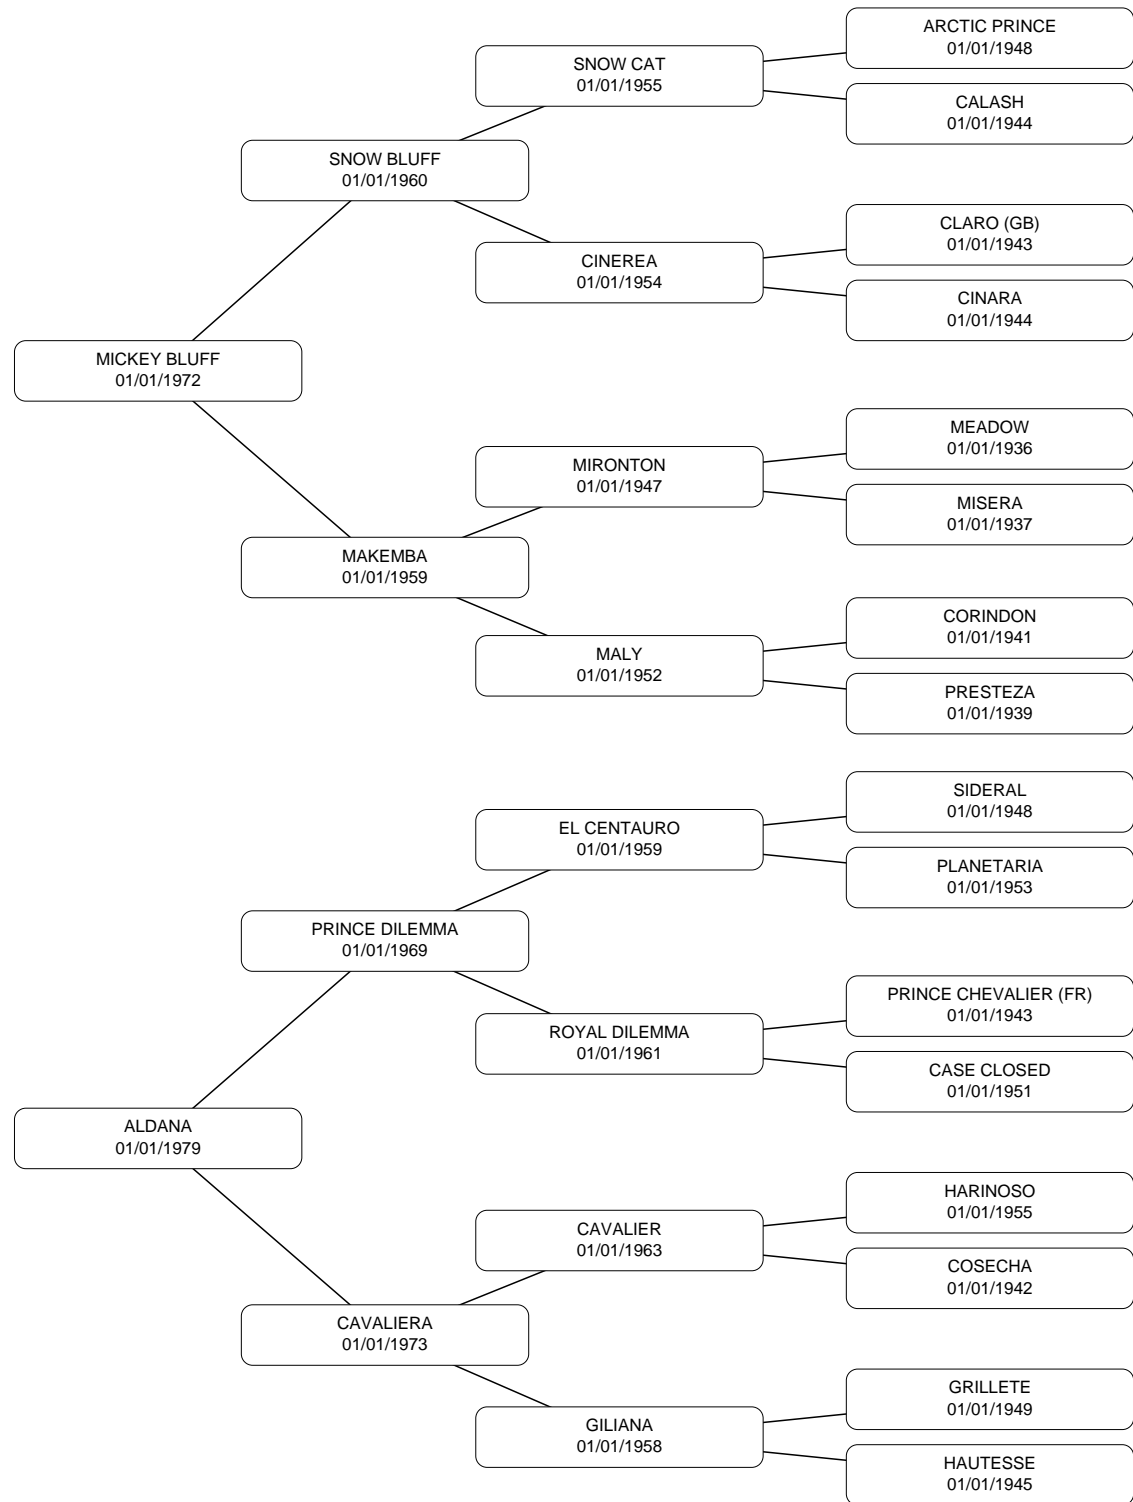 ARCTIC PRINCE
01/01/1948
SNOW CAT
01/01/1955
CALASH
01/01/1944
SNOW BLUFF
01/01/1960
CLARO (GB)
01/01/1943
CINEREA
01/01/1954
CINARA
01/01/1944
MICKEY BLUFF
01/01/1972
MEADOW
01/01/1936
MIRONTON
01/01/1947
MISERA
01/01/1937
MAKEMBA
01/01/1959
CORINDON
01/01/1941
MALY
01/01/1952
PRESTEZA
01/01/1939
SIDERAL
01/01/1948
EL CENTAURO
01/01/1959
PLANETARIA
01/01/1953
PRINCE DILEMMA
01/01/1969
PRINCE CHEVALIER (FR)
01/01/1943
ROYAL DILEMMA
01/01/1961
CASE CLOSED
01/01/1951
ALDANA
01/01/1979
HARINOSO
01/01/1955
CAVALIER
01/01/1963
COSECHA
01/01/1942
CAVALIERA
01/01/1973
GRILLETE
01/01/1949
GILIANA
01/01/1958
HAUTESSE
01/01/1945